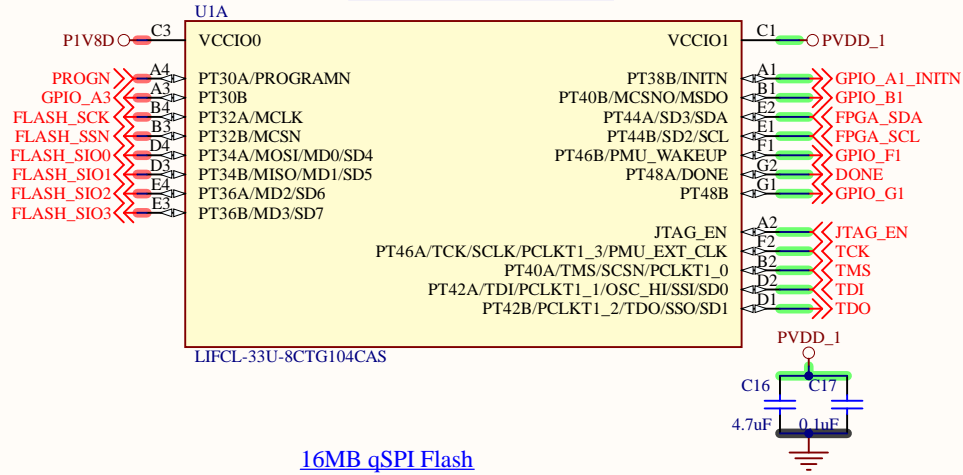 U1A
P1V8D C3 VCCIO0 VCCIO1 C1 PVDD_1
PROGN A4 PT30A/PROGRAMN PT38B/INITN A1 GPIO_A1_INITN
GPIO_A3 A3 PT30B PT40B/MCSNO/MSDO B1 GPIO_B1
FLASH_SCK B4 PT32A/MCLK PT44A/SD3/SDA E2 FPGA_SDA
FLASH_SSN B3 PT32B/MCSN PT44B/SD2/SCL E1 FPGA_SCL
FLASH_SIO0 D4 PT34A/MOSI/MD0/SD4 PT46B/PMU_WAKEUP F1 GPIO_F1
FLASH_SIO1 D3 PT34B/MISO/MD1/SD5 PT48A/DONE G2 DONE
FLASH_SIO2 E4 PT36A/MD2/SD6 PT48B G1 GPIO_G1
FLASH_SIO3 E3 PT36B/MD3/SD7
JTAG_EN A2 JTAG_EN
PT46A/TCK/SCLK/PCLKT1_3/PMU_EXT_CLK F2 TCK
PT40A/TMS/SCSN/PCLKT1_0 B2 TMS
PT42A/TDI/PCLKT1_1/OSC_HI/SSI/SD0 D2 TDI
PT42B/PCLKT1_2/TDO/SSO/SD1 D1 TDO
LIFCL-33U-8CTG104CAS
PVDD_1
C16 C17
4.7uF 0.1uF
16MB qSPI Flash